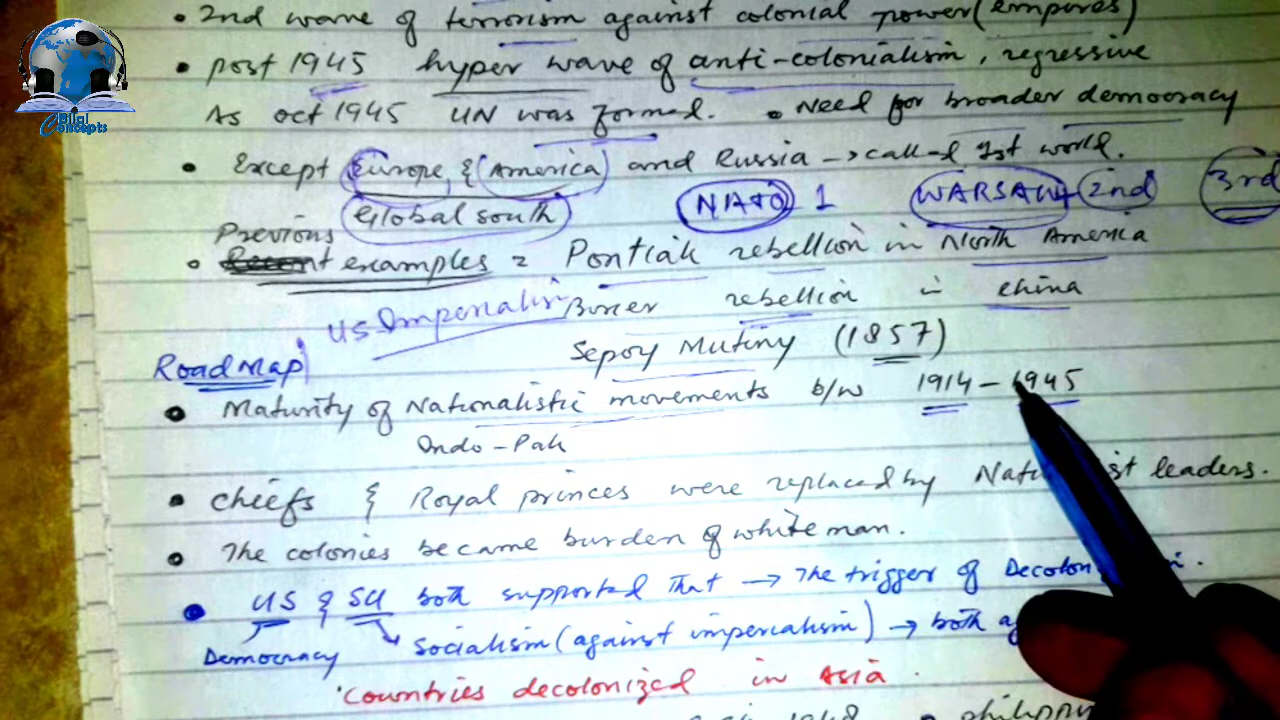 • 2nd wave of terrorism against colonial power (empires)
• post 1945 hyper wave of anti-colonialism, regressive
As oct 1945 UN was formed. • Need for broader democracy
• Except Europe & (America) and Russia → called 1st world.
Global south NATO 1 WARSAW 2nd 3rd
Previous
• examples = Pontiak rebellion in North America
US Imperialism Boxer rebellion in China
Sepoy Mutiny (1857)
Road Map
• Maturity of Nationalistic movements b/w 1914 - 1945
Indo-Pak
• Chiefs & Royal princes were replaced by leaders.
• The colonies became burden of white man.
• US & SU both supported that → The trigger of
Democracy Socialism (against imperialism) → both
Countries decolonized in Asia.
Bilal
Concepts